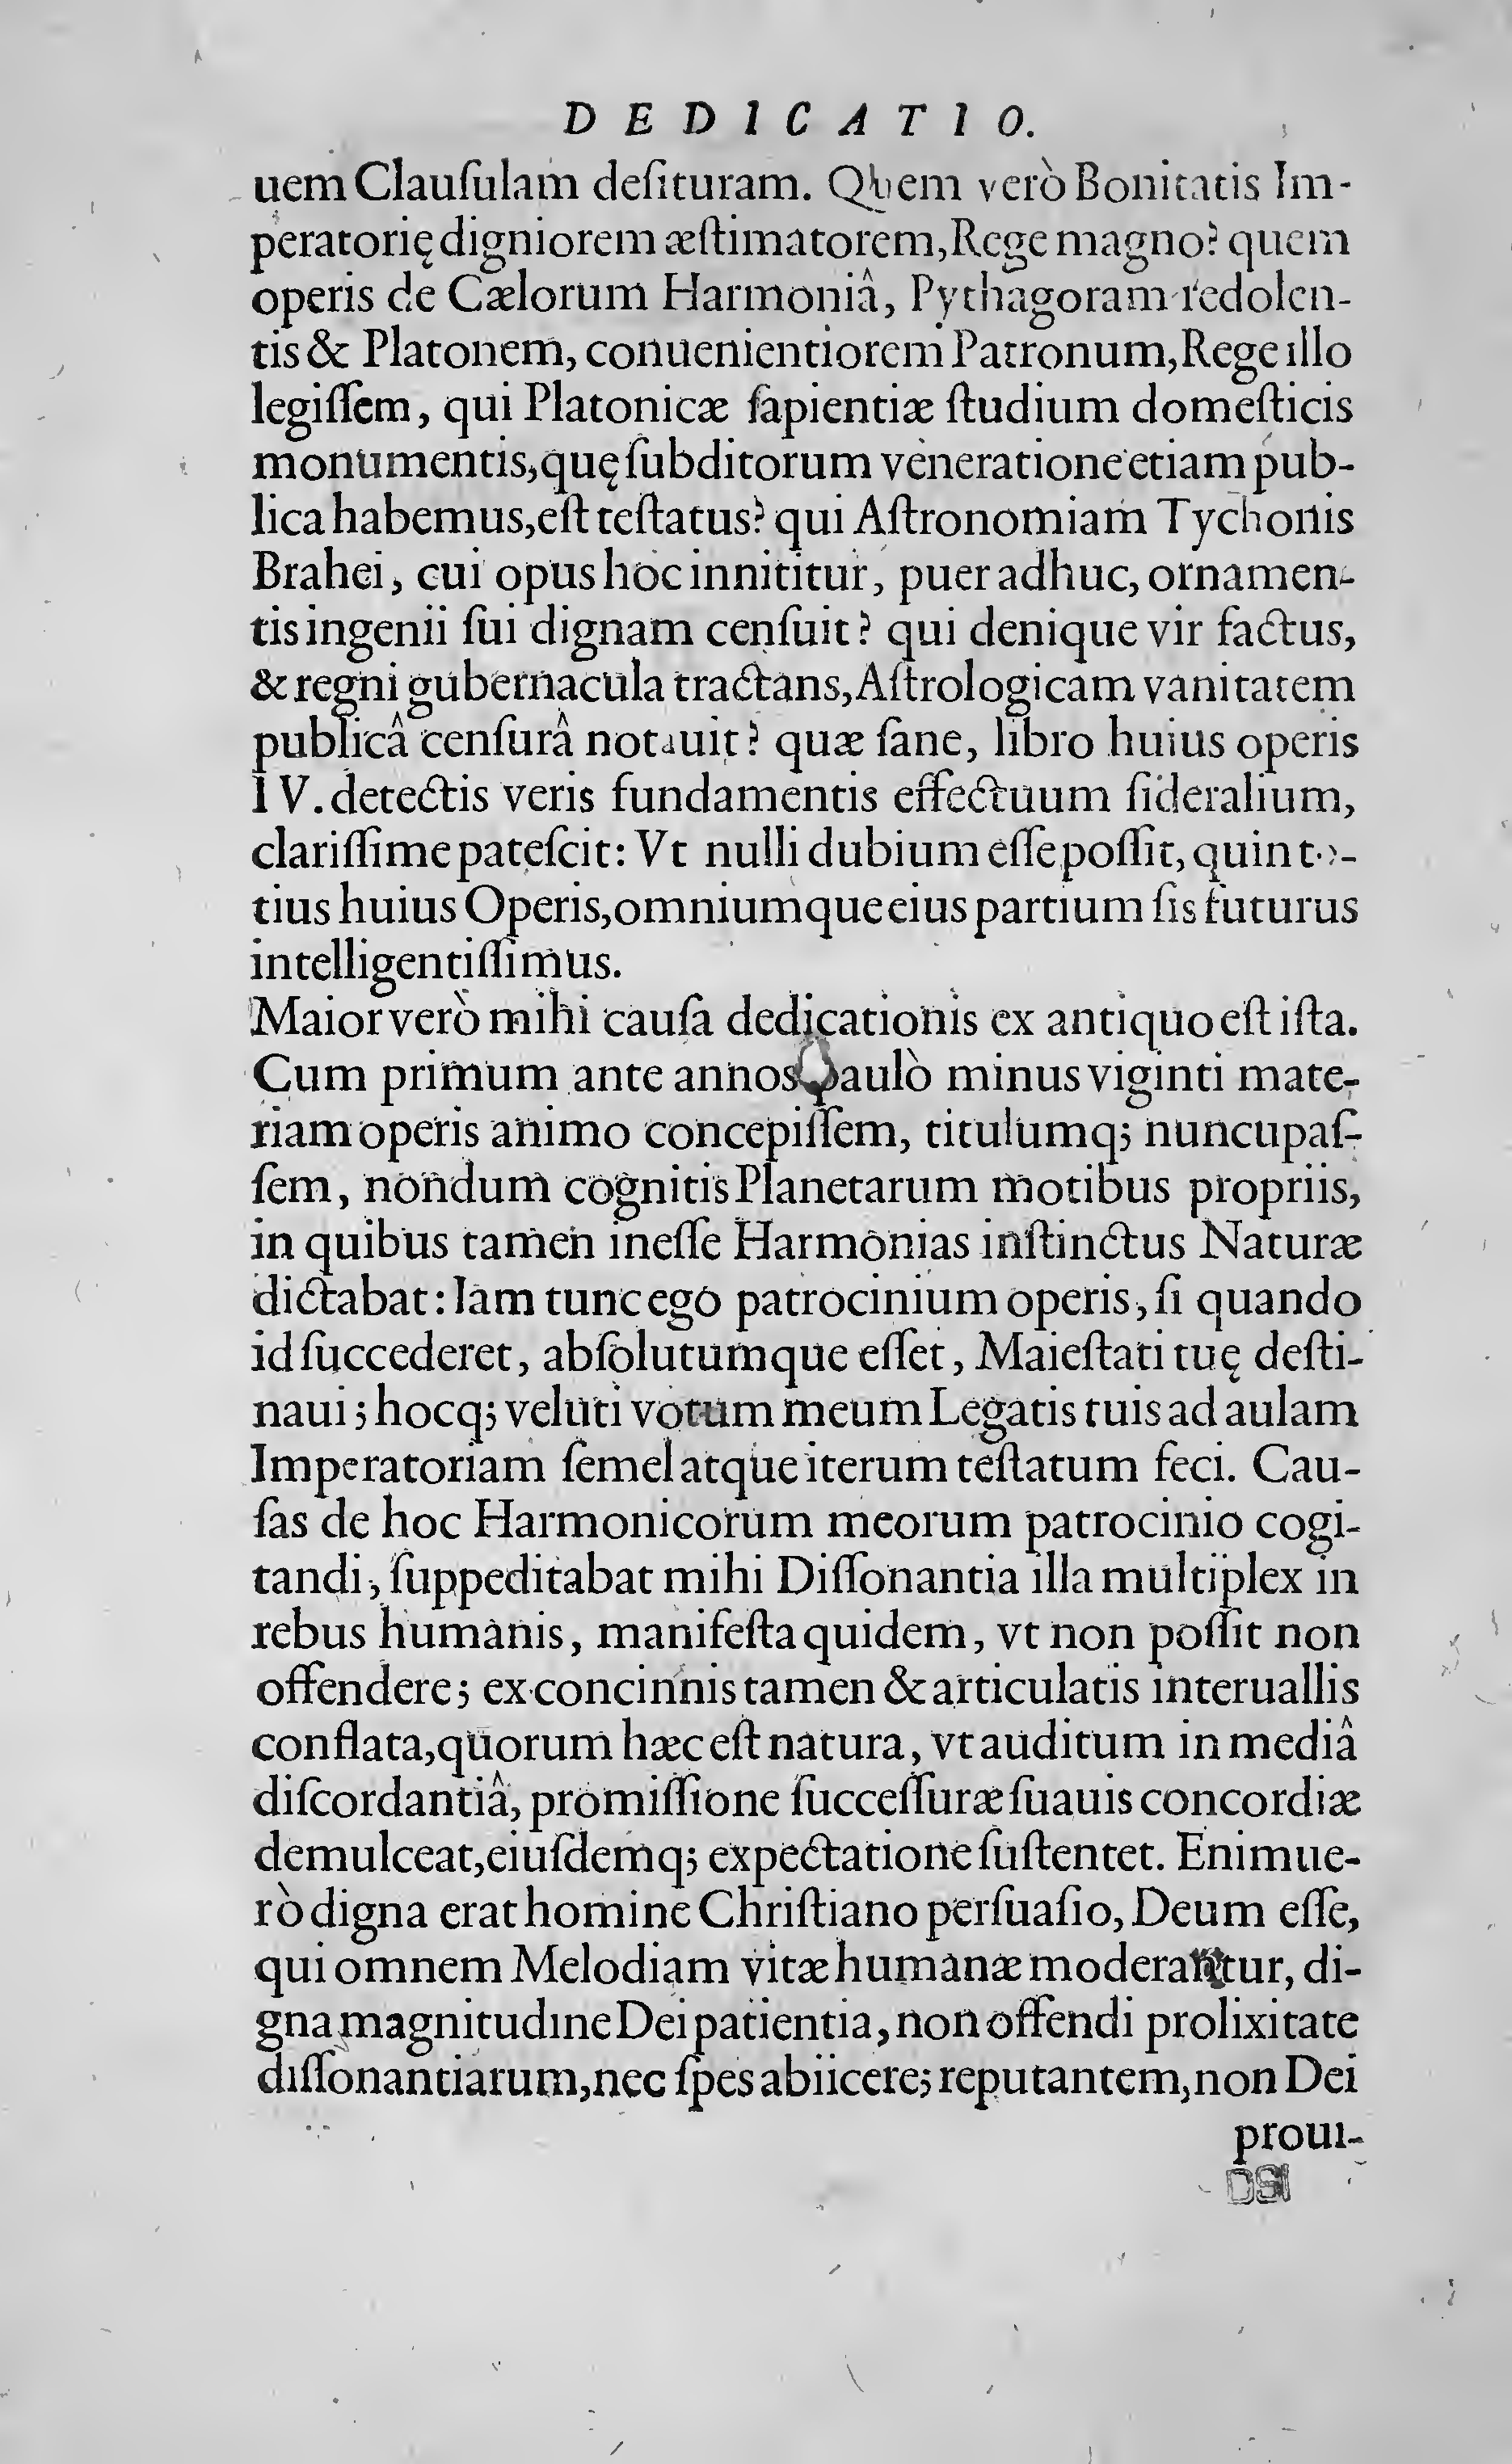 DEDICATIO.
uem Clauſulam deſituram. Quem verò Bonitatis Im-
peratorię digniorem æſtimatorem, Rege magno? quem
operis de Cælorum Harmoniâ, Pythagoram redolen-
tis & Platonem, conuenientiorem Patronum, Rege illo
legiſſem, qui Platonicæ ſapientiæ ſtudium domeſticis
monumentis, quę ſubditorum veneratione etiam pub-
lica habemus, eſt teſtatus? qui Aſtronomiam Tychonis
Brahei, cui opus hoc innititur, puer adhuc, ornamen-
tis ingenii ſui dignam cenſuit? qui denique vir factus,
& regni gubernacula tractans, Aſtrologicam vanitatem
publicâ cenſurâ notauit? quæ ſane, libro huius operis
IV. detectis veris fundamentis effectuum ſideralium,
clariſſime pateſcit: Vt nulli dubium eſſe poſſit, quin to-
tius huius Operis, omniumque eius partium ſis futurus
intelligentiſſimus.
Maior verò mihi cauſa dedicationis ex antiquo eſt iſta.
Cum primum ante annos paulò minus viginti mate-
riam operis animo concepiſſem, titulumq; nuncupaſ-
ſem, nondum cognitis Planetarum motibus propriis,
in quibus tamen ineſſe Harmonias inſtinctus Naturæ
dictabat: Iam tunc ego patrocinium operis, ſi quando
id ſuccederet, abſolutumque eſſet, Maieſtati tuę deſti-
naui; hocq; veluti votum meum Legatis tuis ad aulam
Imperatoriam ſemel atque iterum teſtatum feci. Cau-
ſas de hoc Harmonicorum meorum patrocinio cogi-
tandi, ſuppeditabat mihi Diſſonantia illa multiplex in
rebus humanis, manifeſta quidem, vt non poſſit non
offendere; ex concinnis tamen & articulatis interuallis
conflata, quorum hæc eſt natura, vt auditum in mediâ
diſcordantiâ, promiſſione ſucceſſuræ ſuauis concordiæ
demulceat, eiuſdemq; expectatione ſuſtentet. Enimue-
rò digna erat homine Chriſtiano perſuaſio, Deum eſſe,
qui omnem Melodiam vitæ humanæ moderantur, di-
gna magnitudine Dei patientia, non offendi prolixitate
diſſonantiarum, nec ſpes abiicere; reputantem, non Dei
proui-